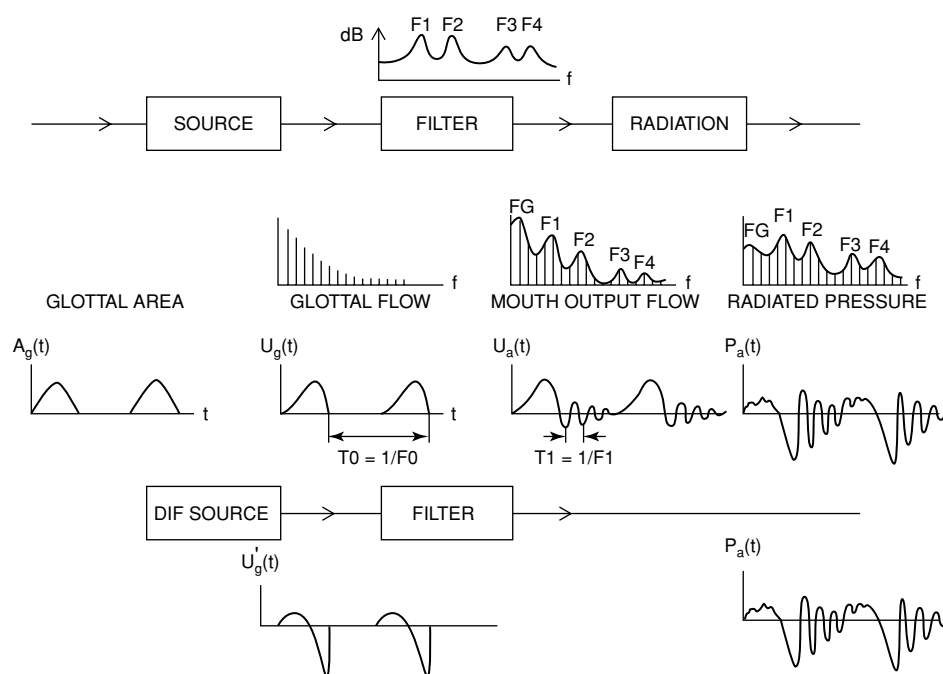 F1 F2 F3 F4
dB
f
SOURCE FILTER RADIATION
FG F1 F2 F3 F4
FG F1 F2 F3 F4
f f f
GLOTTAL AREA GLOTTAL FLOW MOUTH OUTPUT FLOW RADIATED PRESSURE
Ag(t) Ug(t) Ua(t) Pa(t)
t t
T0 = 1/F0 T1 = 1/F1
DIF SOURCE FILTER
U'g(t) Pa(t)